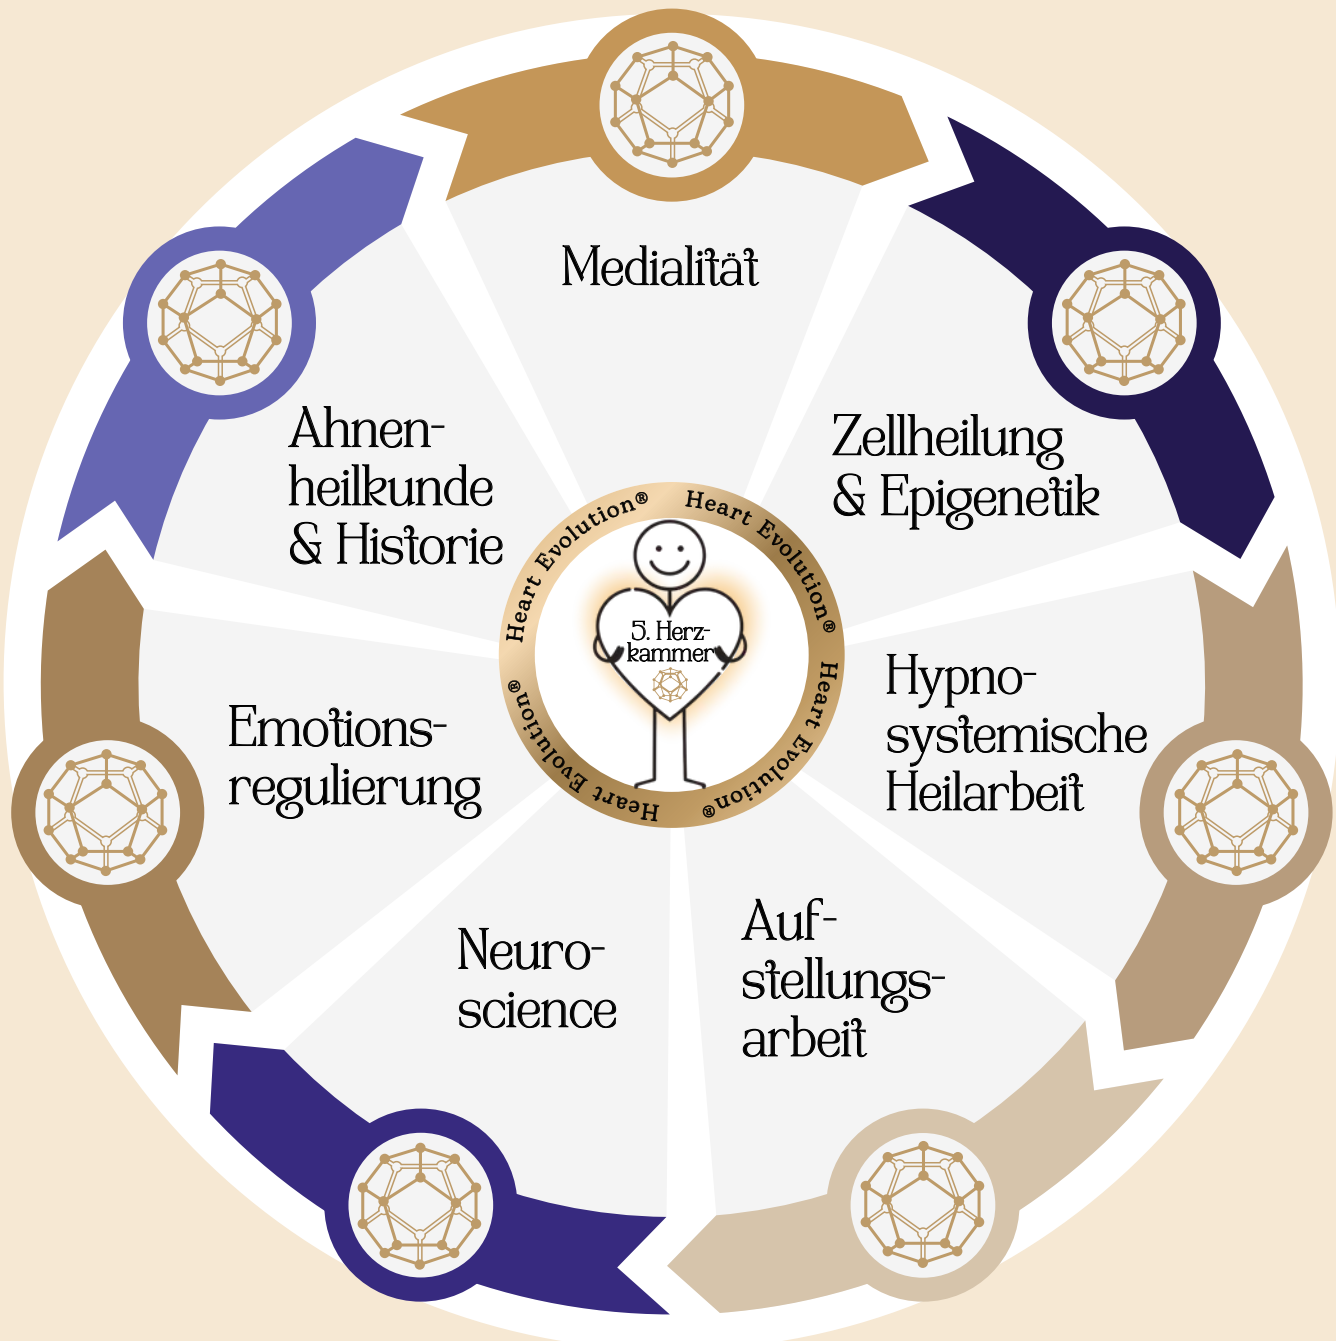 Medialität
Zellheilung
& Epigenetik
Hypno-
systemische
Heilarbeit
Auf-
stellungs-
arbeit
Neuro-
science
Emotions-
regulierung
Ahnen-
heilkunde
& Historie
Heart Evolution®
Heart Evolution®
Heart Evolution®
Heart Evolution®
5. Herz-
kammer